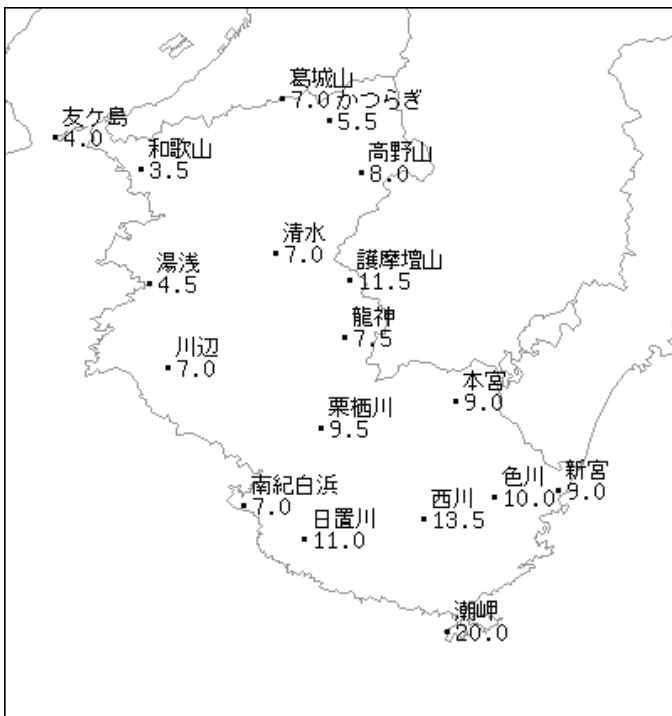 葛城山
7.0
かつらぎ
5.5
友ケ島
4.0
和歌山
3.5
高野山
8.0
清水
7.0
湯浅
4.5
護摩壇山
11.5
龍神
7.5
川辺
7.0
本宮
9.0
栗栖川
9.5
新宮
9.0
色川
10.0
南紀白浜
7.0
西川
13.5
日置川
11.0
潮岬
20.0